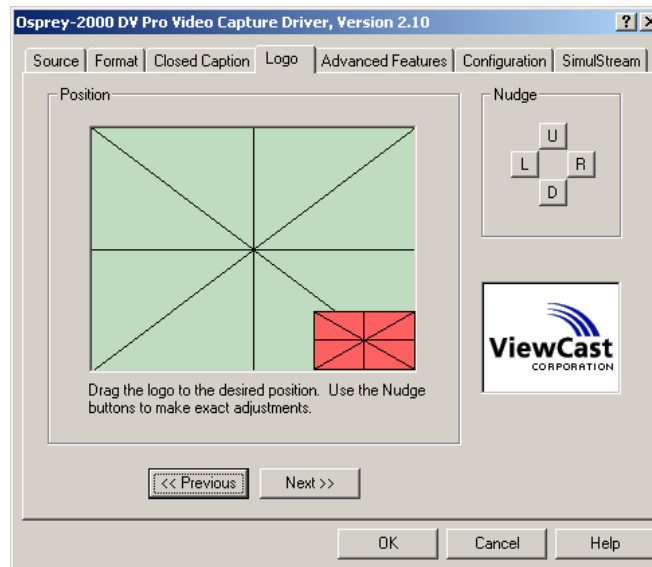 Osprey-2000 DV Pro Video Capture Driver, Version 2.10
Source Format Closed Caption Logo Advanced Features Configuration SimulStream
Position
Nudge
U
L R
D
ViewCast
CORPORATION
Drag the logo to the desired position. Use the Nudge
buttons to make exact adjustments.
<< Previous Next >>
OK Cancel Help